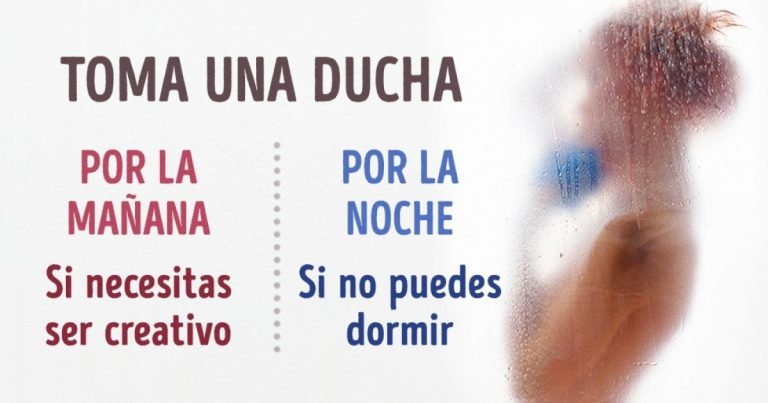 TOMA UNA DUCHA
POR LA
MAÑANA
Si necesitas
ser creativo
POR LA
NOCHE
Si no puedes
dormir